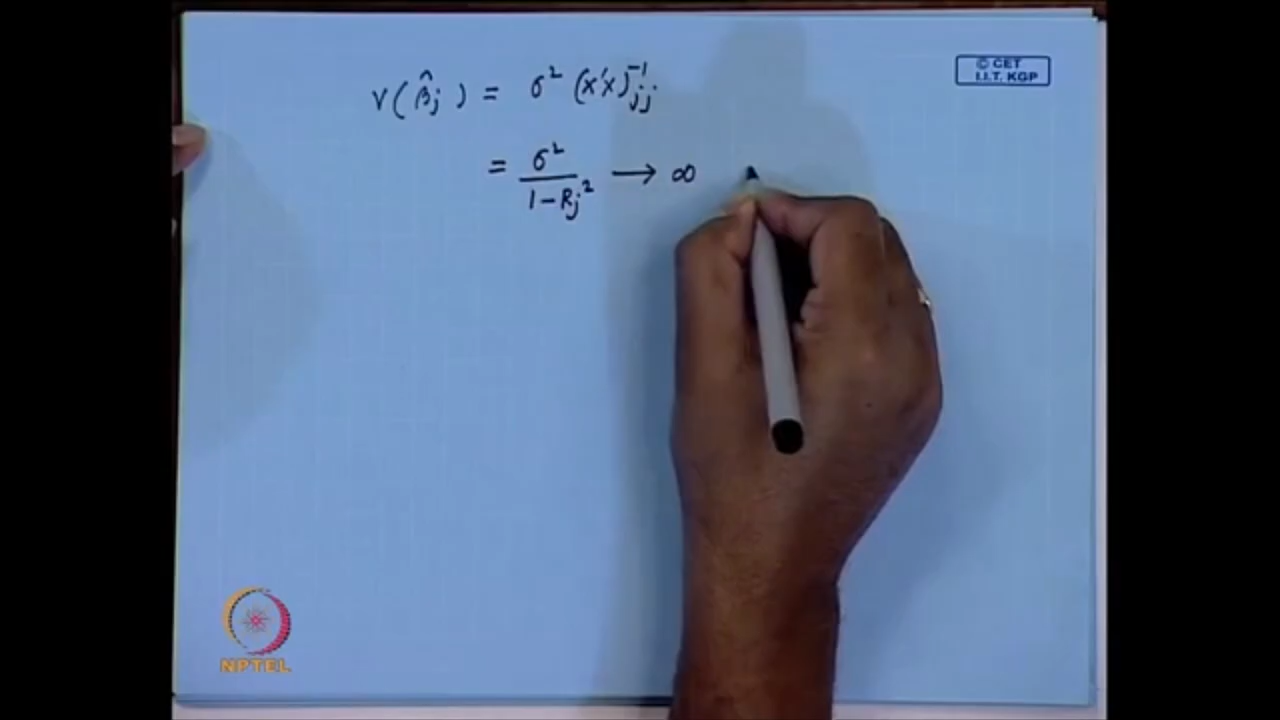 © CET
I.I.T. KGP
V(β̂j) = σ² (X'X)⁻¹jj
= σ² / 1 − Rj² → ∞
NPTEL